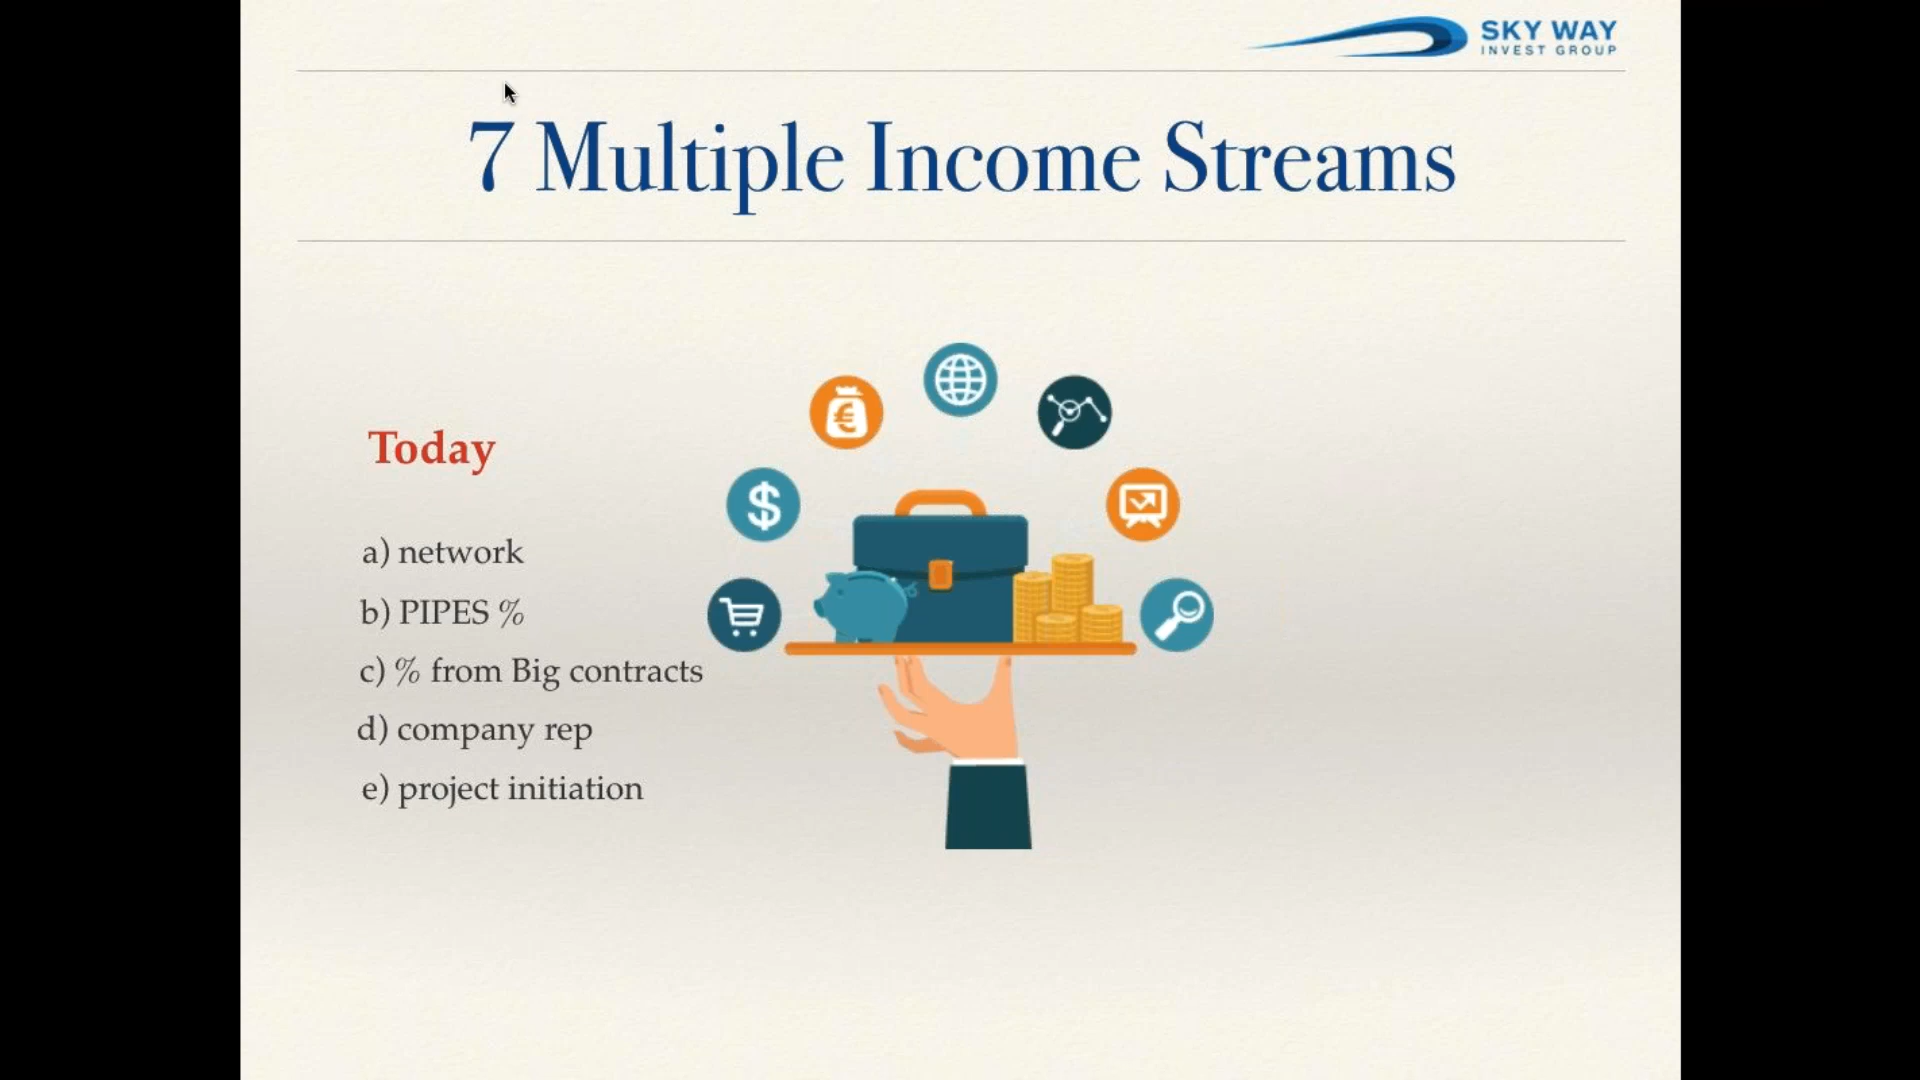 SKY WAY
INVEST GROUP
7 Multiple Income Streams
Today
a) network
b) PIPES %
c) % from Big contracts
d) company rep
e) project initiation